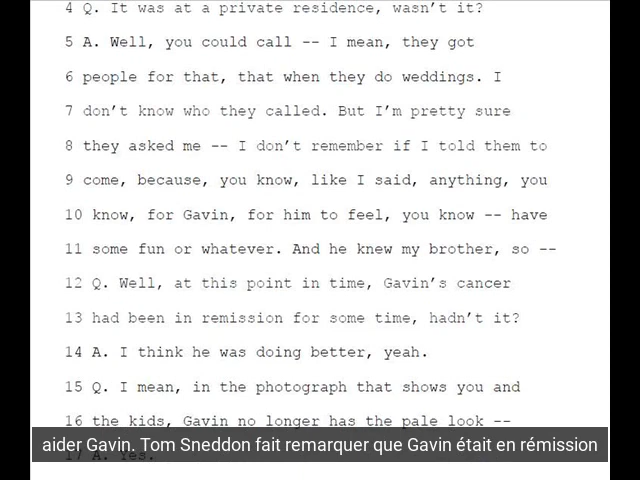 4 Q. It was at a private residence, wasn't it?
5 A. Well, you could call -- I mean, they got
6 people for that, that when they do weddings. I
7 don't know who they called. But I'm pretty sure
8 they asked me -- I don't remember if I told them to
9 come, because, you know, like I said, anything, you
10 know, for Gavin, for him to feel, you know -- have
11 some fun or whatever. And he knew my brother, so --
12 Q. Well, at this point in time, Gavin's cancer
13 had been in remission for some time, hadn't it?
14 A. I think he was doing better, yeah.
15 Q. I mean, in the photograph that shows you and
16 the kids, Gavin no longer has the pale look --
aider Gavin. Tom Sneddon fait remarquer que Gavin était en rémission
17 A. Yes.